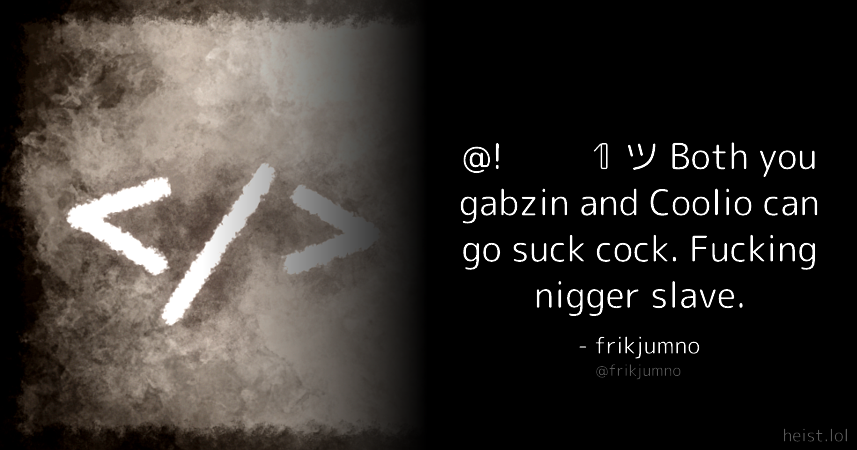 </>
@! 𝟙 ツ Both you
gabzin and Coolio can
go suck cock. Fucking
nigger slave.
- frikjumno
@frikjumno
heist.lol